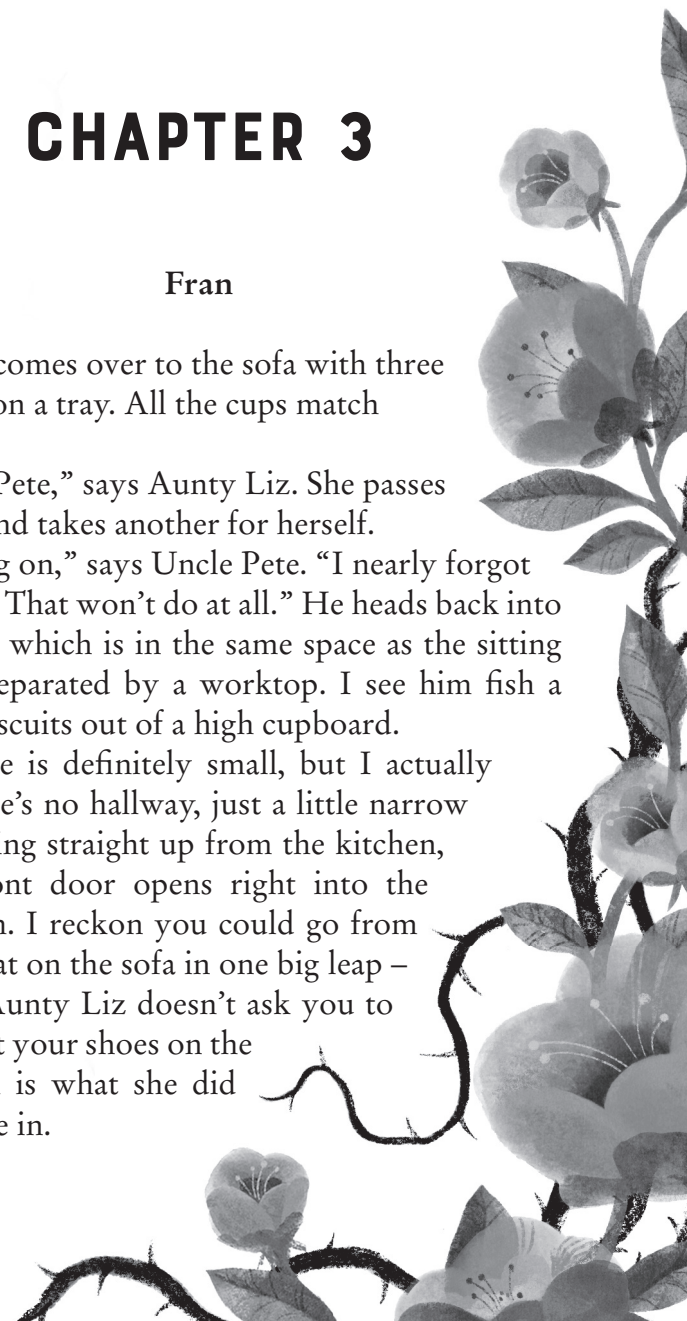 CHAPTER 3
Fran
comes over to the sofa with three
on a tray. All the cups match
Pete,” says Aunty Liz. She passes
nd takes another for herself.
g on,” says Uncle Pete. “I nearly forgot
That won’t do at all.” He heads back into
which is in the same space as the sitting
eparated by a worktop. I see him fish a
scuits out of a high cupboard.
e is definitely small, but I actually
e’s no hallway, just a little narrow
ing straight up from the kitchen,
ont door opens right into the
. I reckon you could go from
at on the sofa in one big leap –
Aunty Liz doesn’t ask you to
t your shoes on the
is what she did
e in.